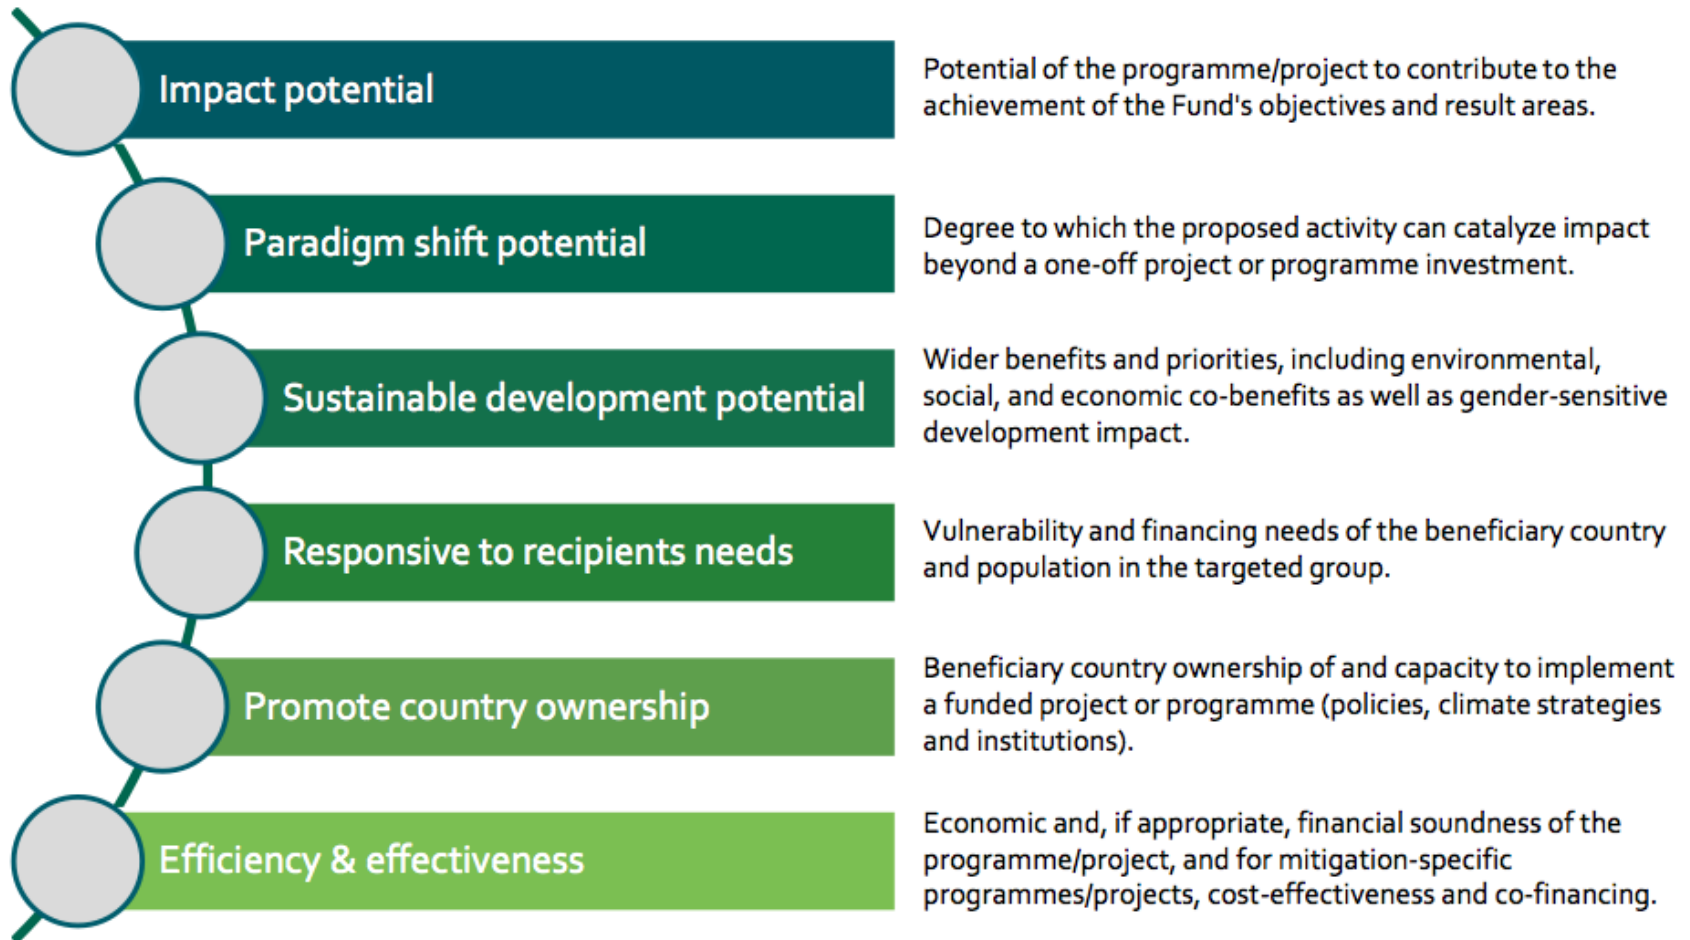 Impact potential
Potential of the programme/project to contribute to the
achievement of the Fund's objectives and result areas.
Paradigm shift potential
Degree to which the proposed activity can catalyze impact
beyond a one-off project or programme investment.
Sustainable development potential
Wider benefits and priorities, including environmental,
social, and economic co-benefits as well as gender-sensitive
development impact.
Responsive to recipients needs
Vulnerability and financing needs of the beneficiary country
and population in the targeted group.
Promote country ownership
Beneficiary country ownership of and capacity to implement
a funded project or programme (policies, climate strategies
and institutions).
Efficiency & effectiveness
Economic and, if appropriate, financial soundness of the
programme/project, and for mitigation-specific
programmes/projects, cost-effectiveness and co-financing.